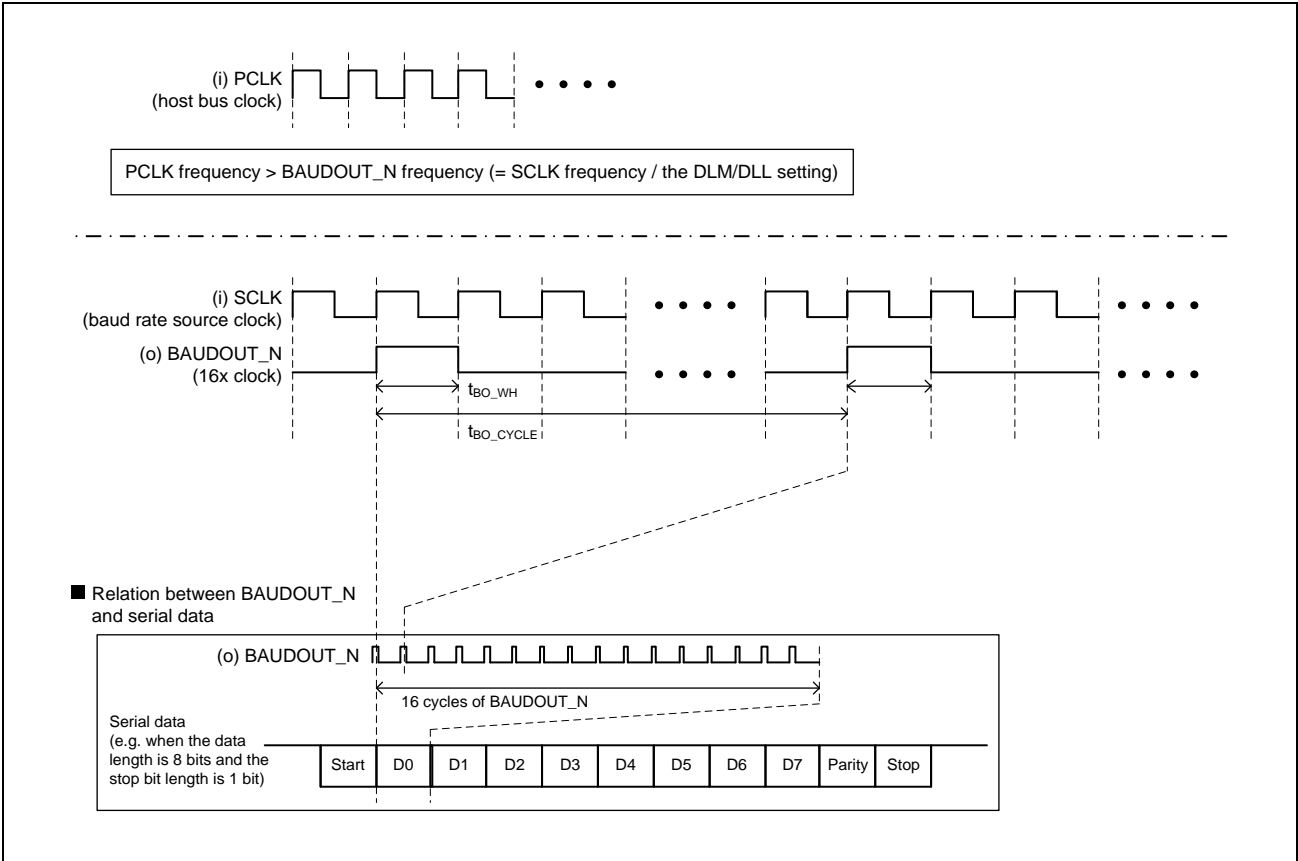 (i) PCLK
(host bus clock)
PCLK frequency > BAUDOUT_N frequency (= SCLK frequency / the DLM/DLL setting)
(i) SCLK
(baud rate source clock)
(o) BAUDOUT_N
(16x clock)
tBO_WH
tBO_CYCLE
Relation between BAUDOUT_N
and serial data
(o) BAUDOUT_N
16 cycles of BAUDOUT_N
Serial data
(e.g. when the data
length is 8 bits and the
stop bit length is 1 bit)
Start D0 D1 D2 D3 D4 D5 D6 D7 Parity Stop